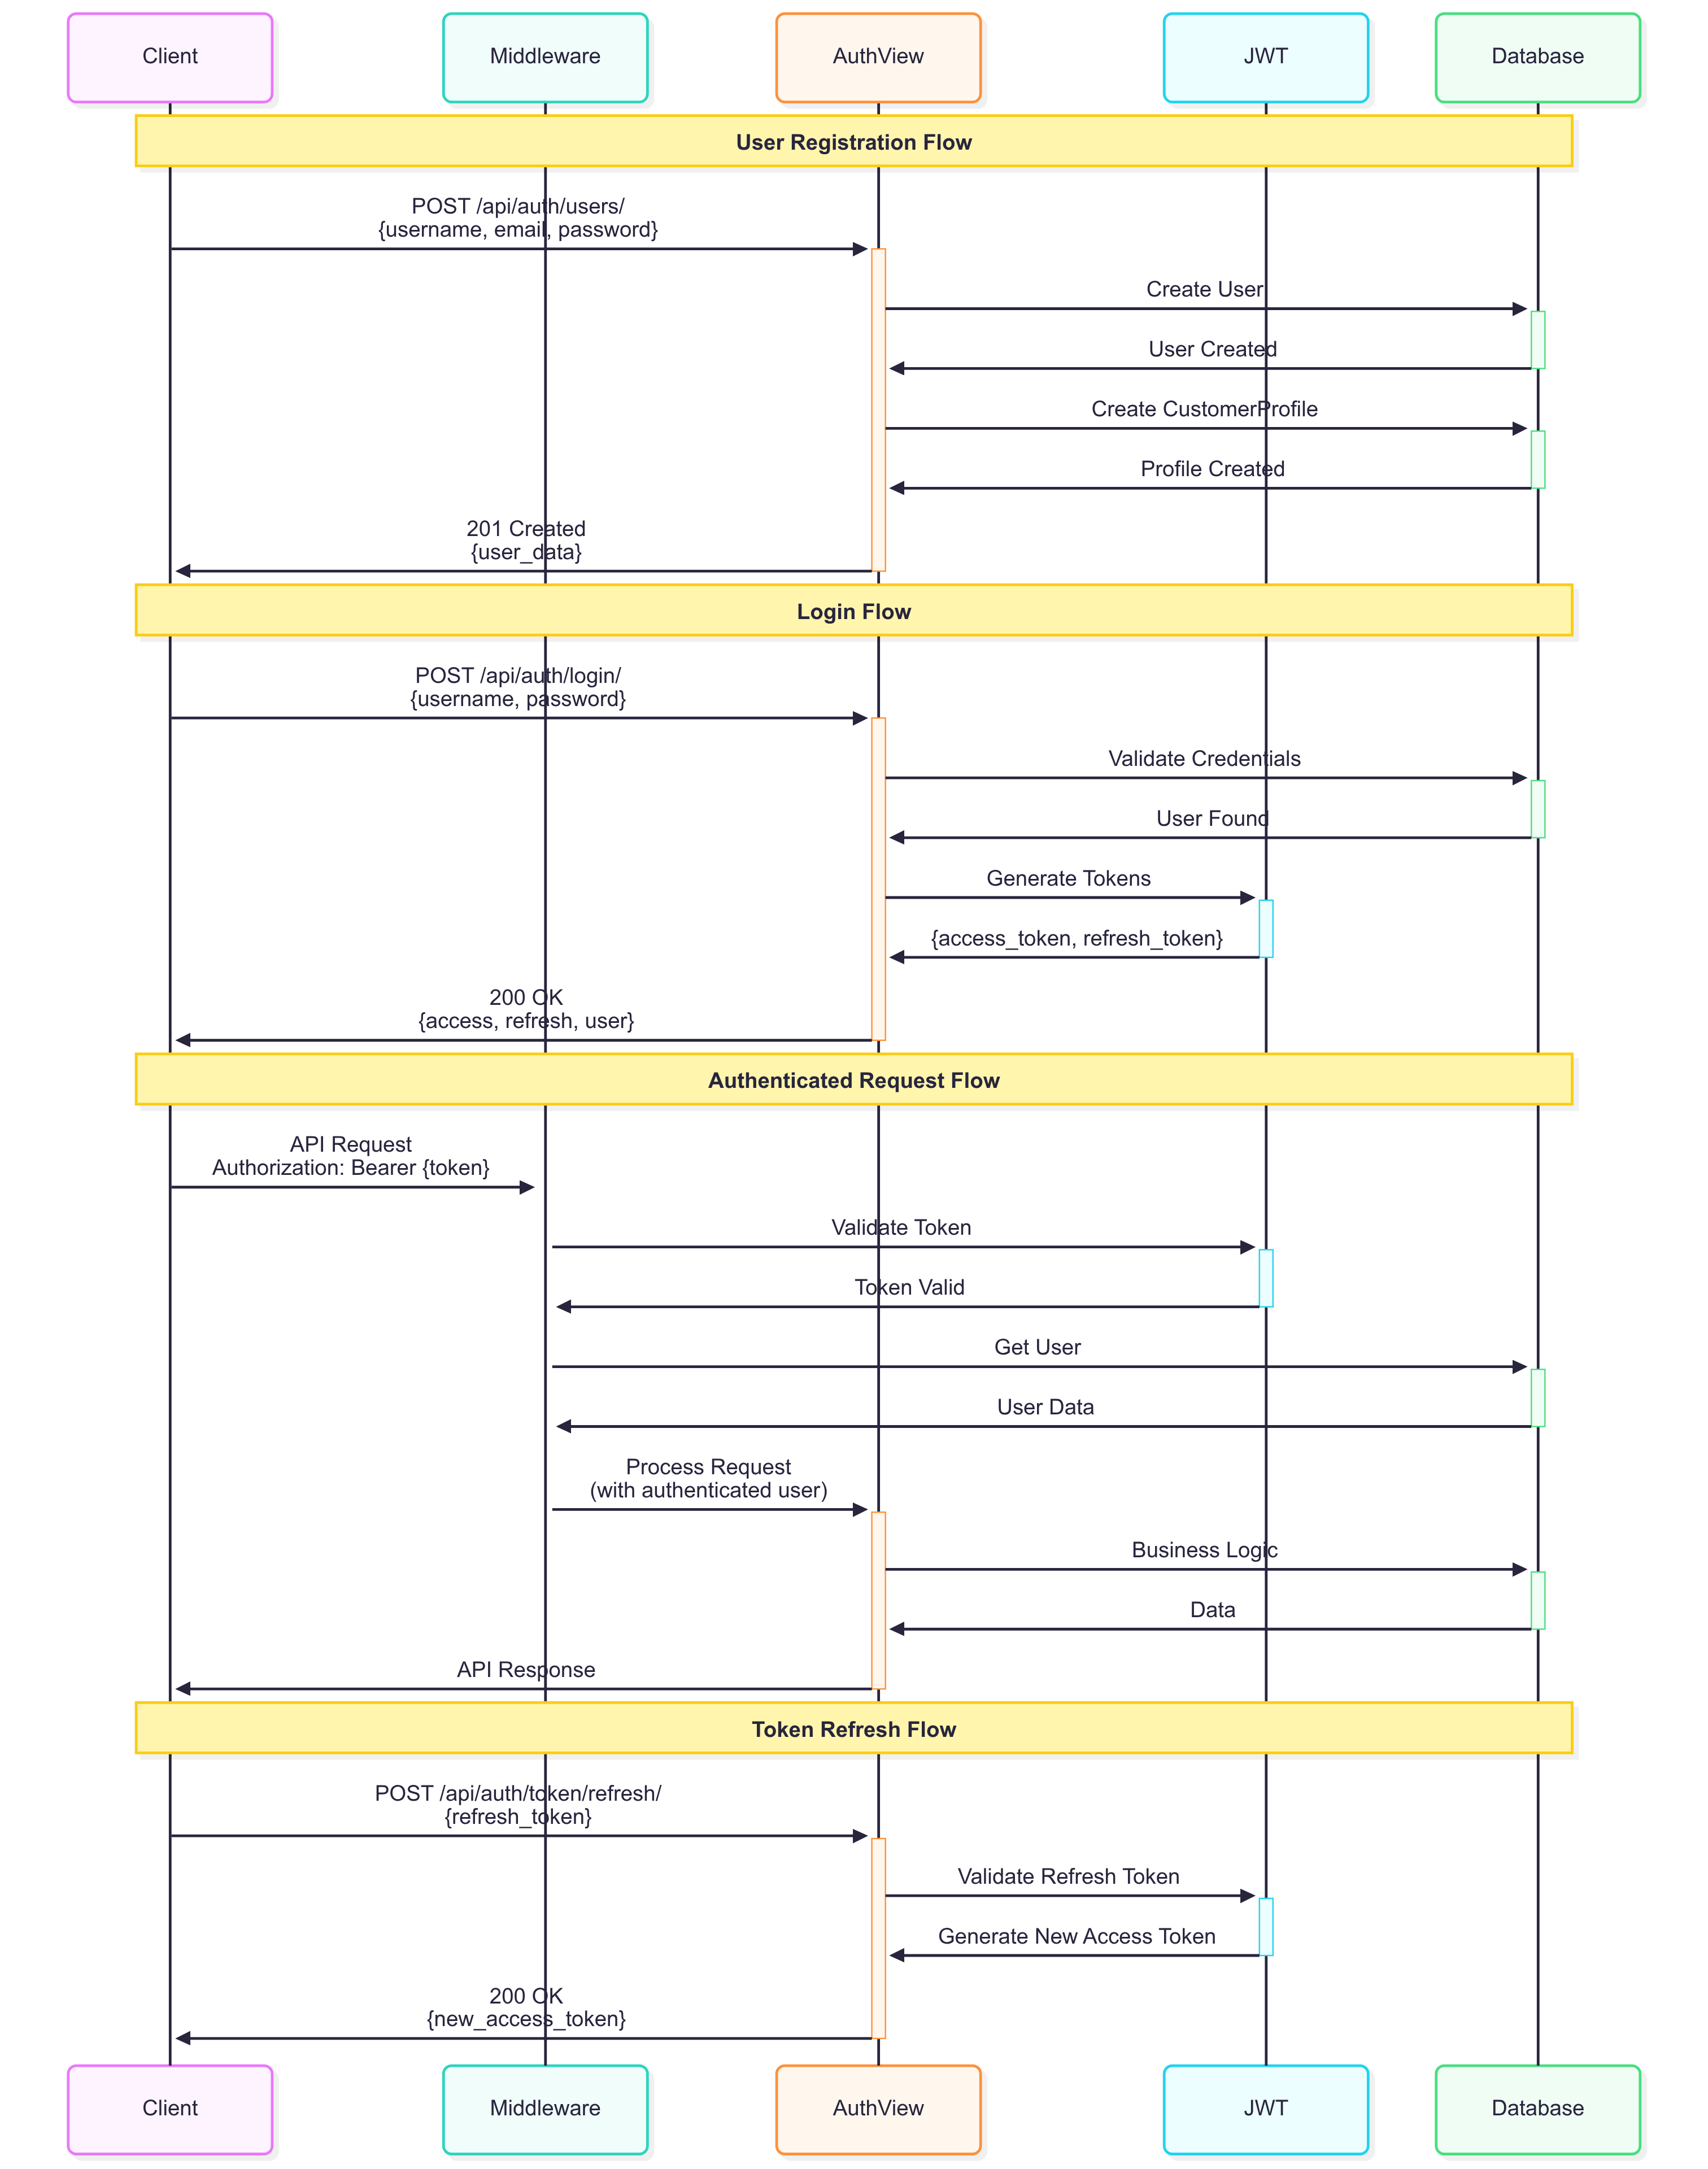 Client
Middleware
AuthView
JWT
Database
User Registration Flow
POST /api/auth/users/
{username, email, password}
Create User
User Created
Create CustomerProfile
Profile Created
201 Created
{user_data}
Login Flow
POST /api/auth/login/
{username, password}
Validate Credentials
User Found
Generate Tokens
{access_token, refresh_token}
200 OK
{access, refresh, user}
Authenticated Request Flow
API Request
Authorization: Bearer {token}
Validate Token
Token Valid
Get User
User Data
Process Request
(with authenticated user)
Business Logic
Data
API Response
Token Refresh Flow
POST /api/auth/token/refresh/
{refresh_token}
Validate Refresh Token
Generate New Access Token
200 OK
{new_access_token}
Client
Middleware
AuthView
JWT
Database